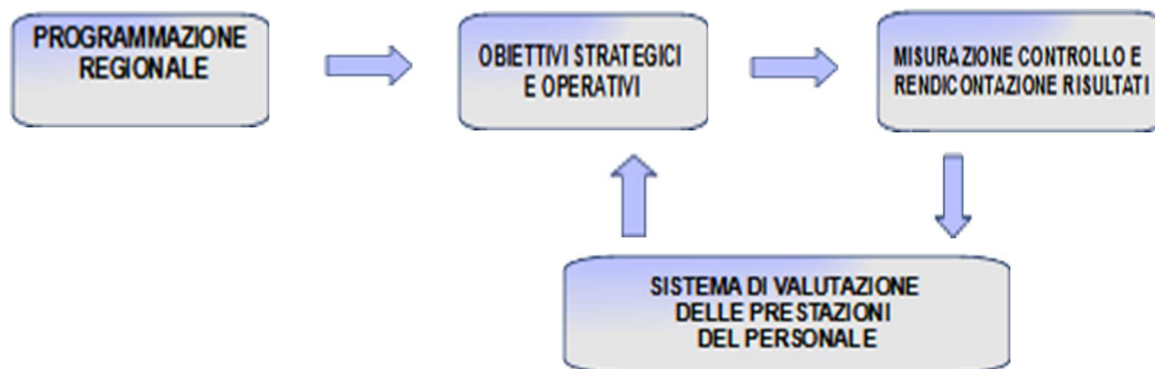 PROGRAMMAZIONE
REGIONALE
OBIETTIVI STRATEGICI
E OPERATIVI
MISURAZIONE CONTROLLO E
RENDICONTAZIONE RISULTATI
SISTEMA DI VALUTAZIONE
DELLE PRESTAZIONI
DEL PERSONALE